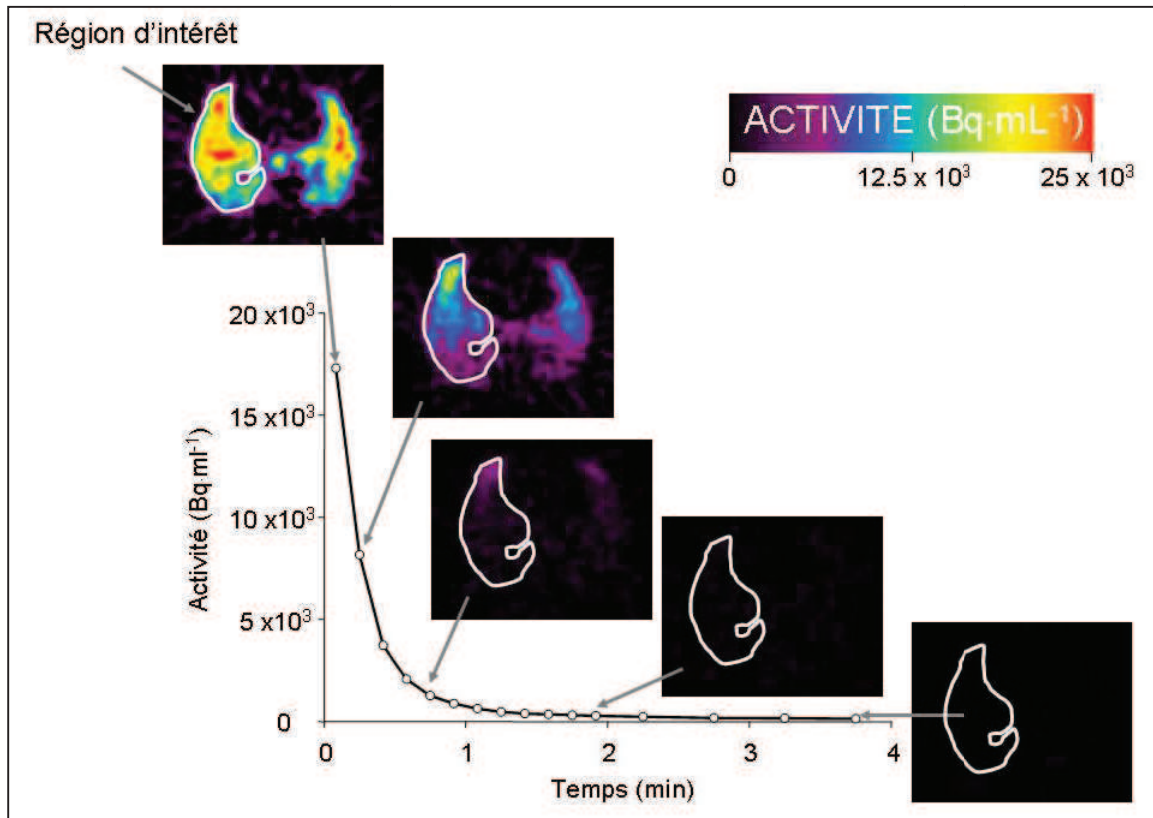 Région d'intérêt
ACTIVITE (Bq·mL⁻¹)
0 12.5 x 10³ 25 x 10³
20 x10³
15 x10³
10 x10³
5 x10³
0
Activité (Bq·ml⁻¹)
0 1 2 3 4
Temps (min)